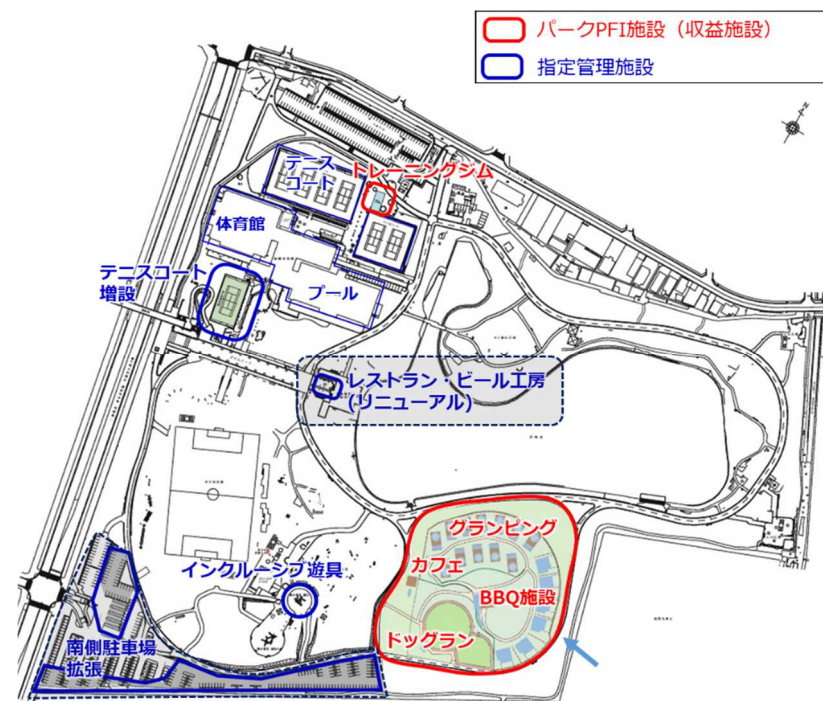 パークPFI施設（収益施設）
指定管理施設
テニス
コート
トレーニングジム
体育館
テニスコート
増設
プール
レストラン・ビール工房
(リニューアル)
グランピング
カフェ
インクルーシブ遊具
BBQ施設
ドッグラン
南側駐車場
拡張